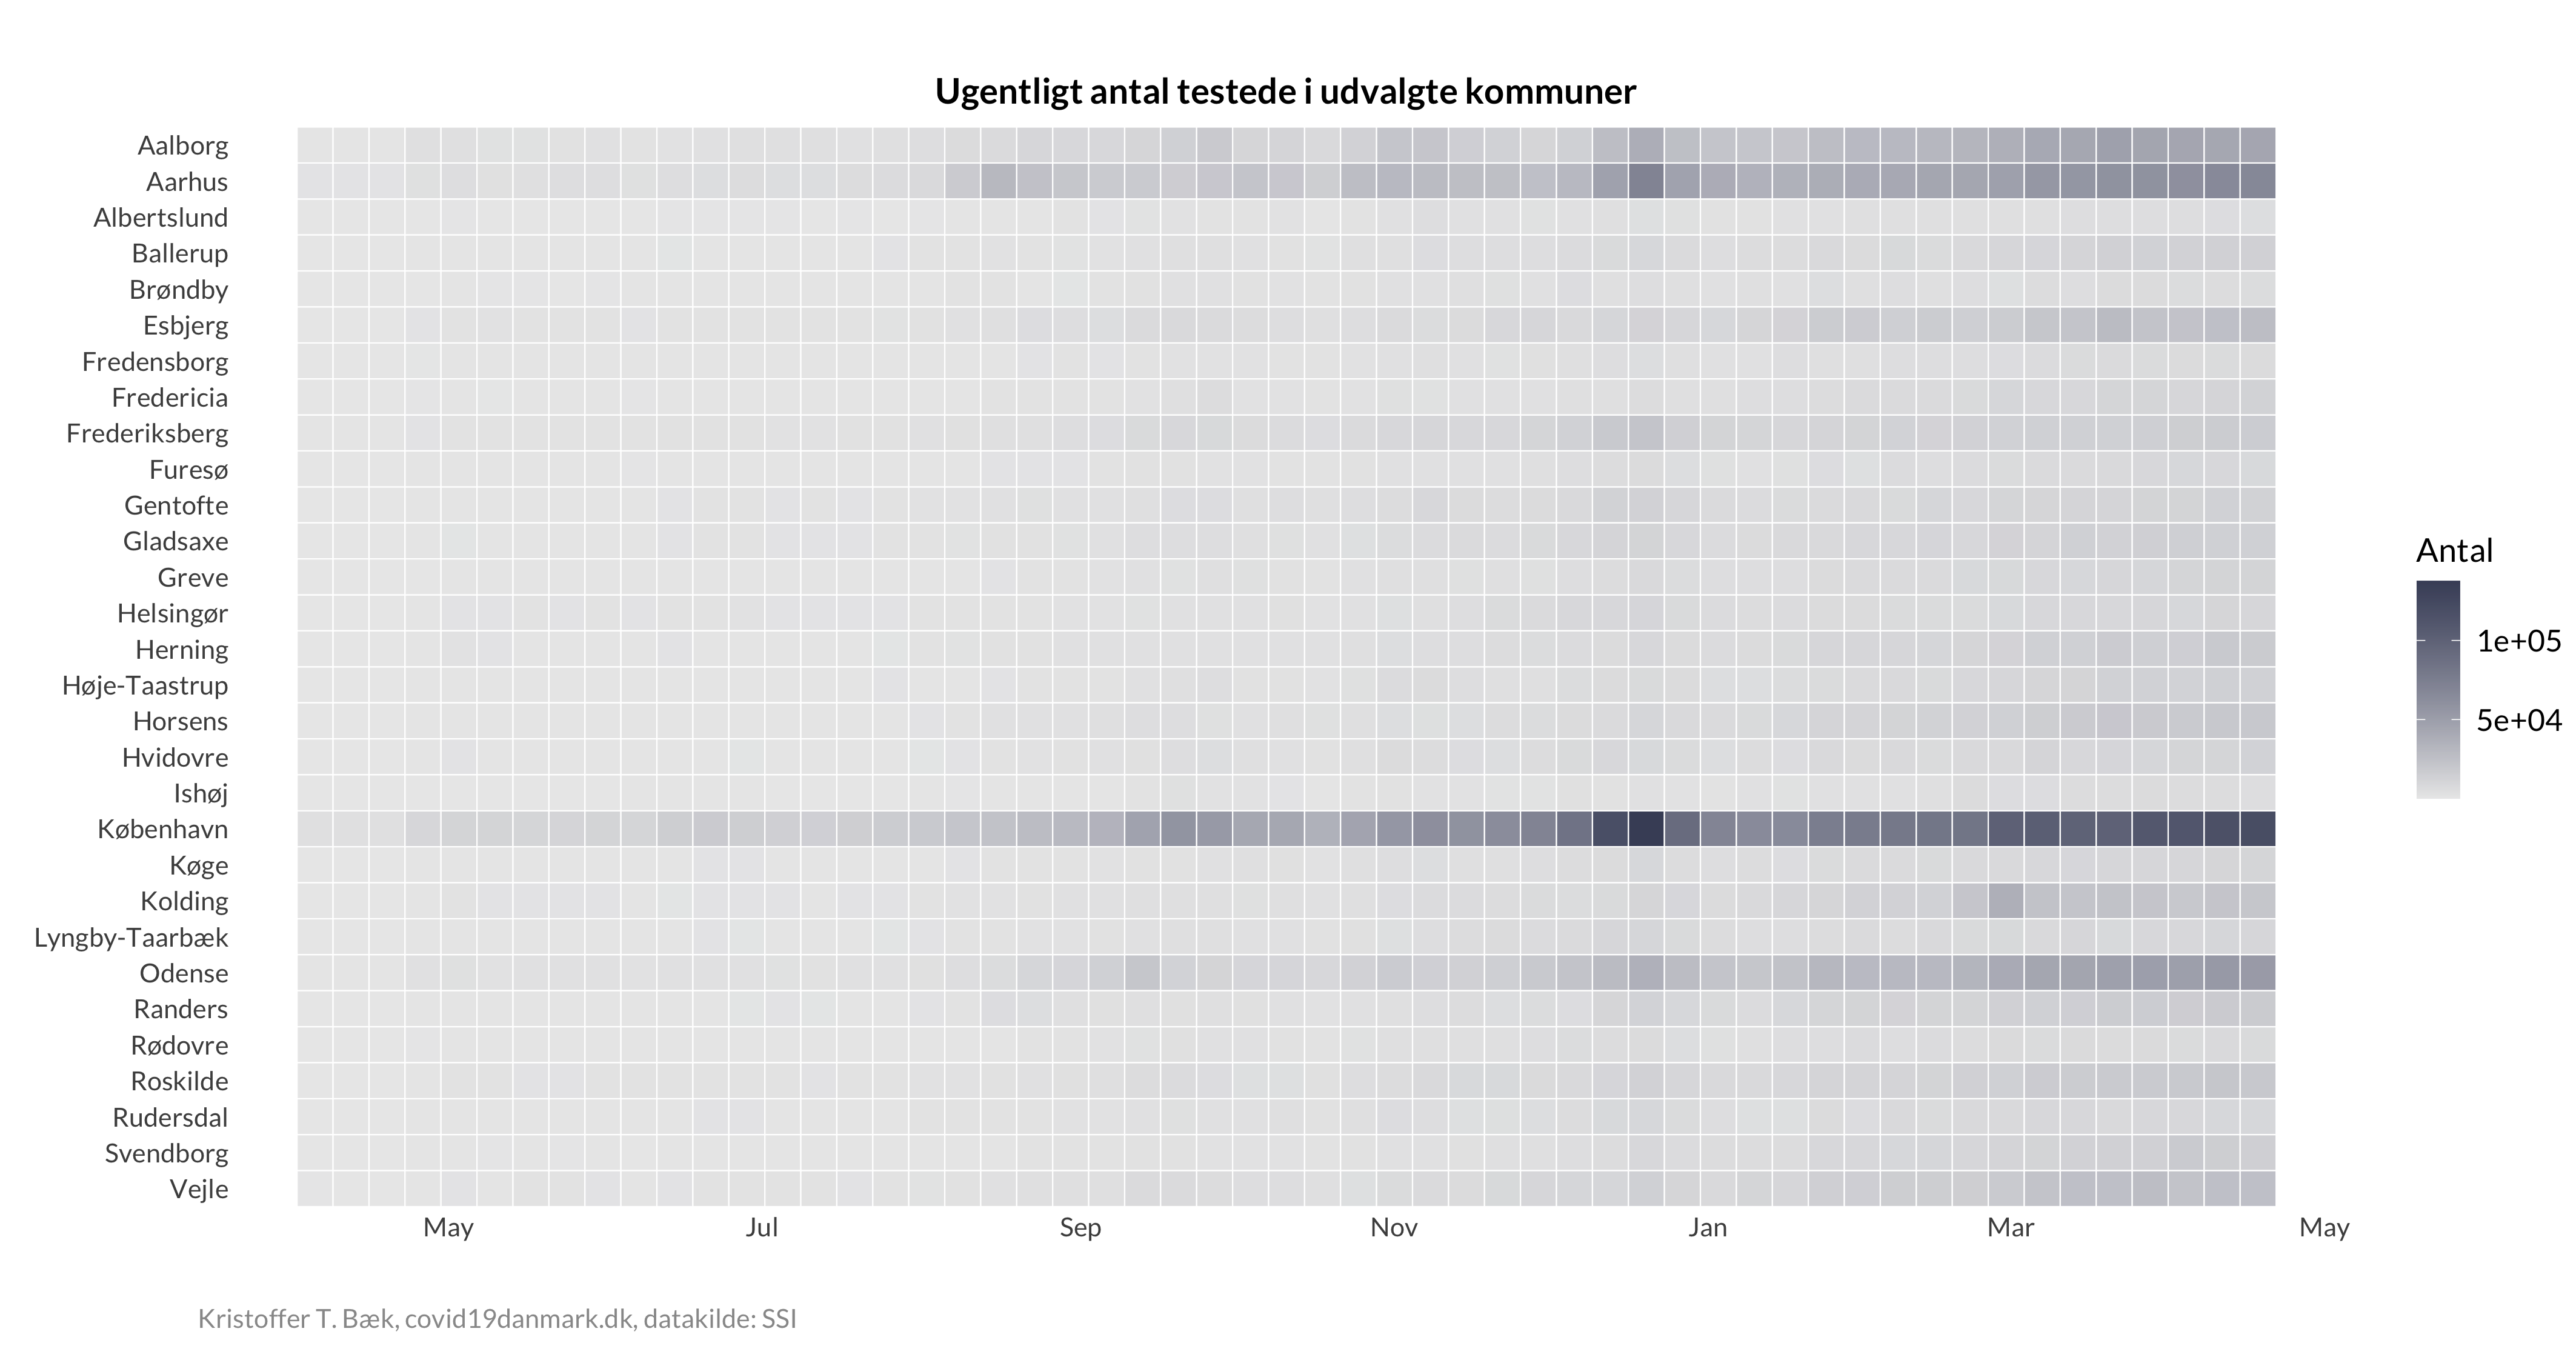 Ugentligt antal testede i udvalgte kommuner
Aalborg
Aarhus
Albertslund
Ballerup
Brøndby
Esbjerg
Fredensborg
Fredericia
Frederiksberg
Furesø
Gentofte
Gladsaxe
Greve
Helsingør
Herning
Høje-Taastrup
Horsens
Hvidovre
Ishøj
København
Køge
Kolding
Lyngby-Taarbæk
Odense
Randers
Rødovre
Roskilde
Rudersdal
Svendborg
Vejle
May Jul Sep Nov Jan Mar May
Antal
1e+05
5e+04
Kristoffer T. Bæk, covid19danmark.dk, datakilde: SSI